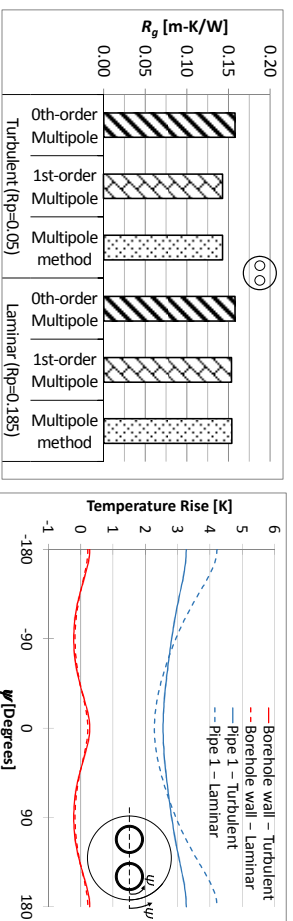 R_g [m-K/W]
0.00
0.05
0.10
0.15
0.20
0th-order
Multipole
1st-order
Multipole
Multipole
method
0th-order
Multipole
1st-order
Multipole
Multipole
method
Turbulent (Rp=0.05)
Laminar (Rp=0.185)
Temperature Rise [K]
-1
0
1
2
3
4
5
6
-180
-90
0
90
180
ψ [Degrees]
Borehole wall – Turbulent
Borehole wall – Laminar
Pipe 1 – Turbulent
Pipe 1 – Laminar
ψ
ψ